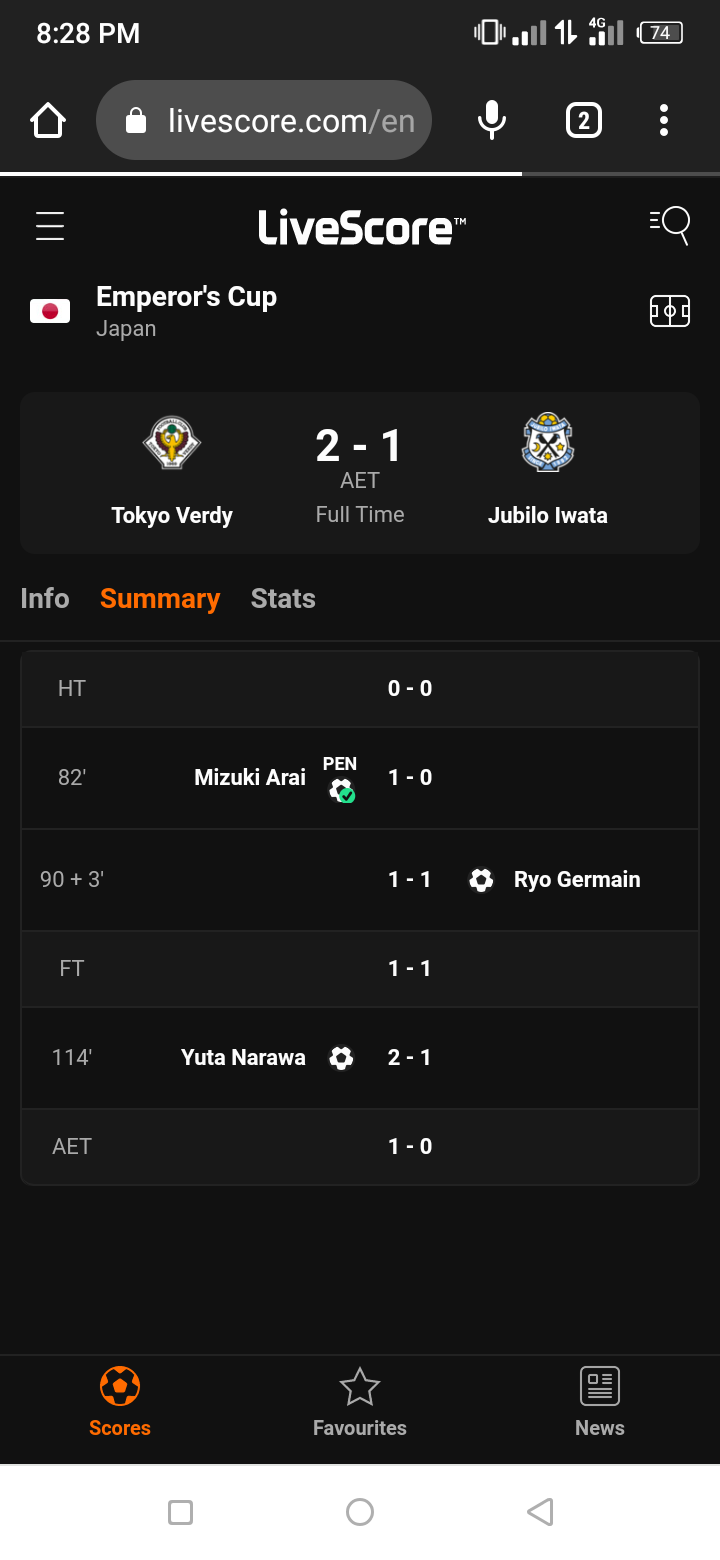 8:28 PM 4G 74
livescore.com/en 2
LiveScore™
Emperor's Cup
Japan
2 - 1
AET
Tokyo Verdy Full Time Jubilo Iwata
Info Summary Stats
HT 0 - 0
PEN
82' Mizuki Arai 1 - 0
90 + 3' 1 - 1 Ryo Germain
FT 1 - 1
114' Yuta Narawa 2 - 1
AET 1 - 0
Scores Favourites News